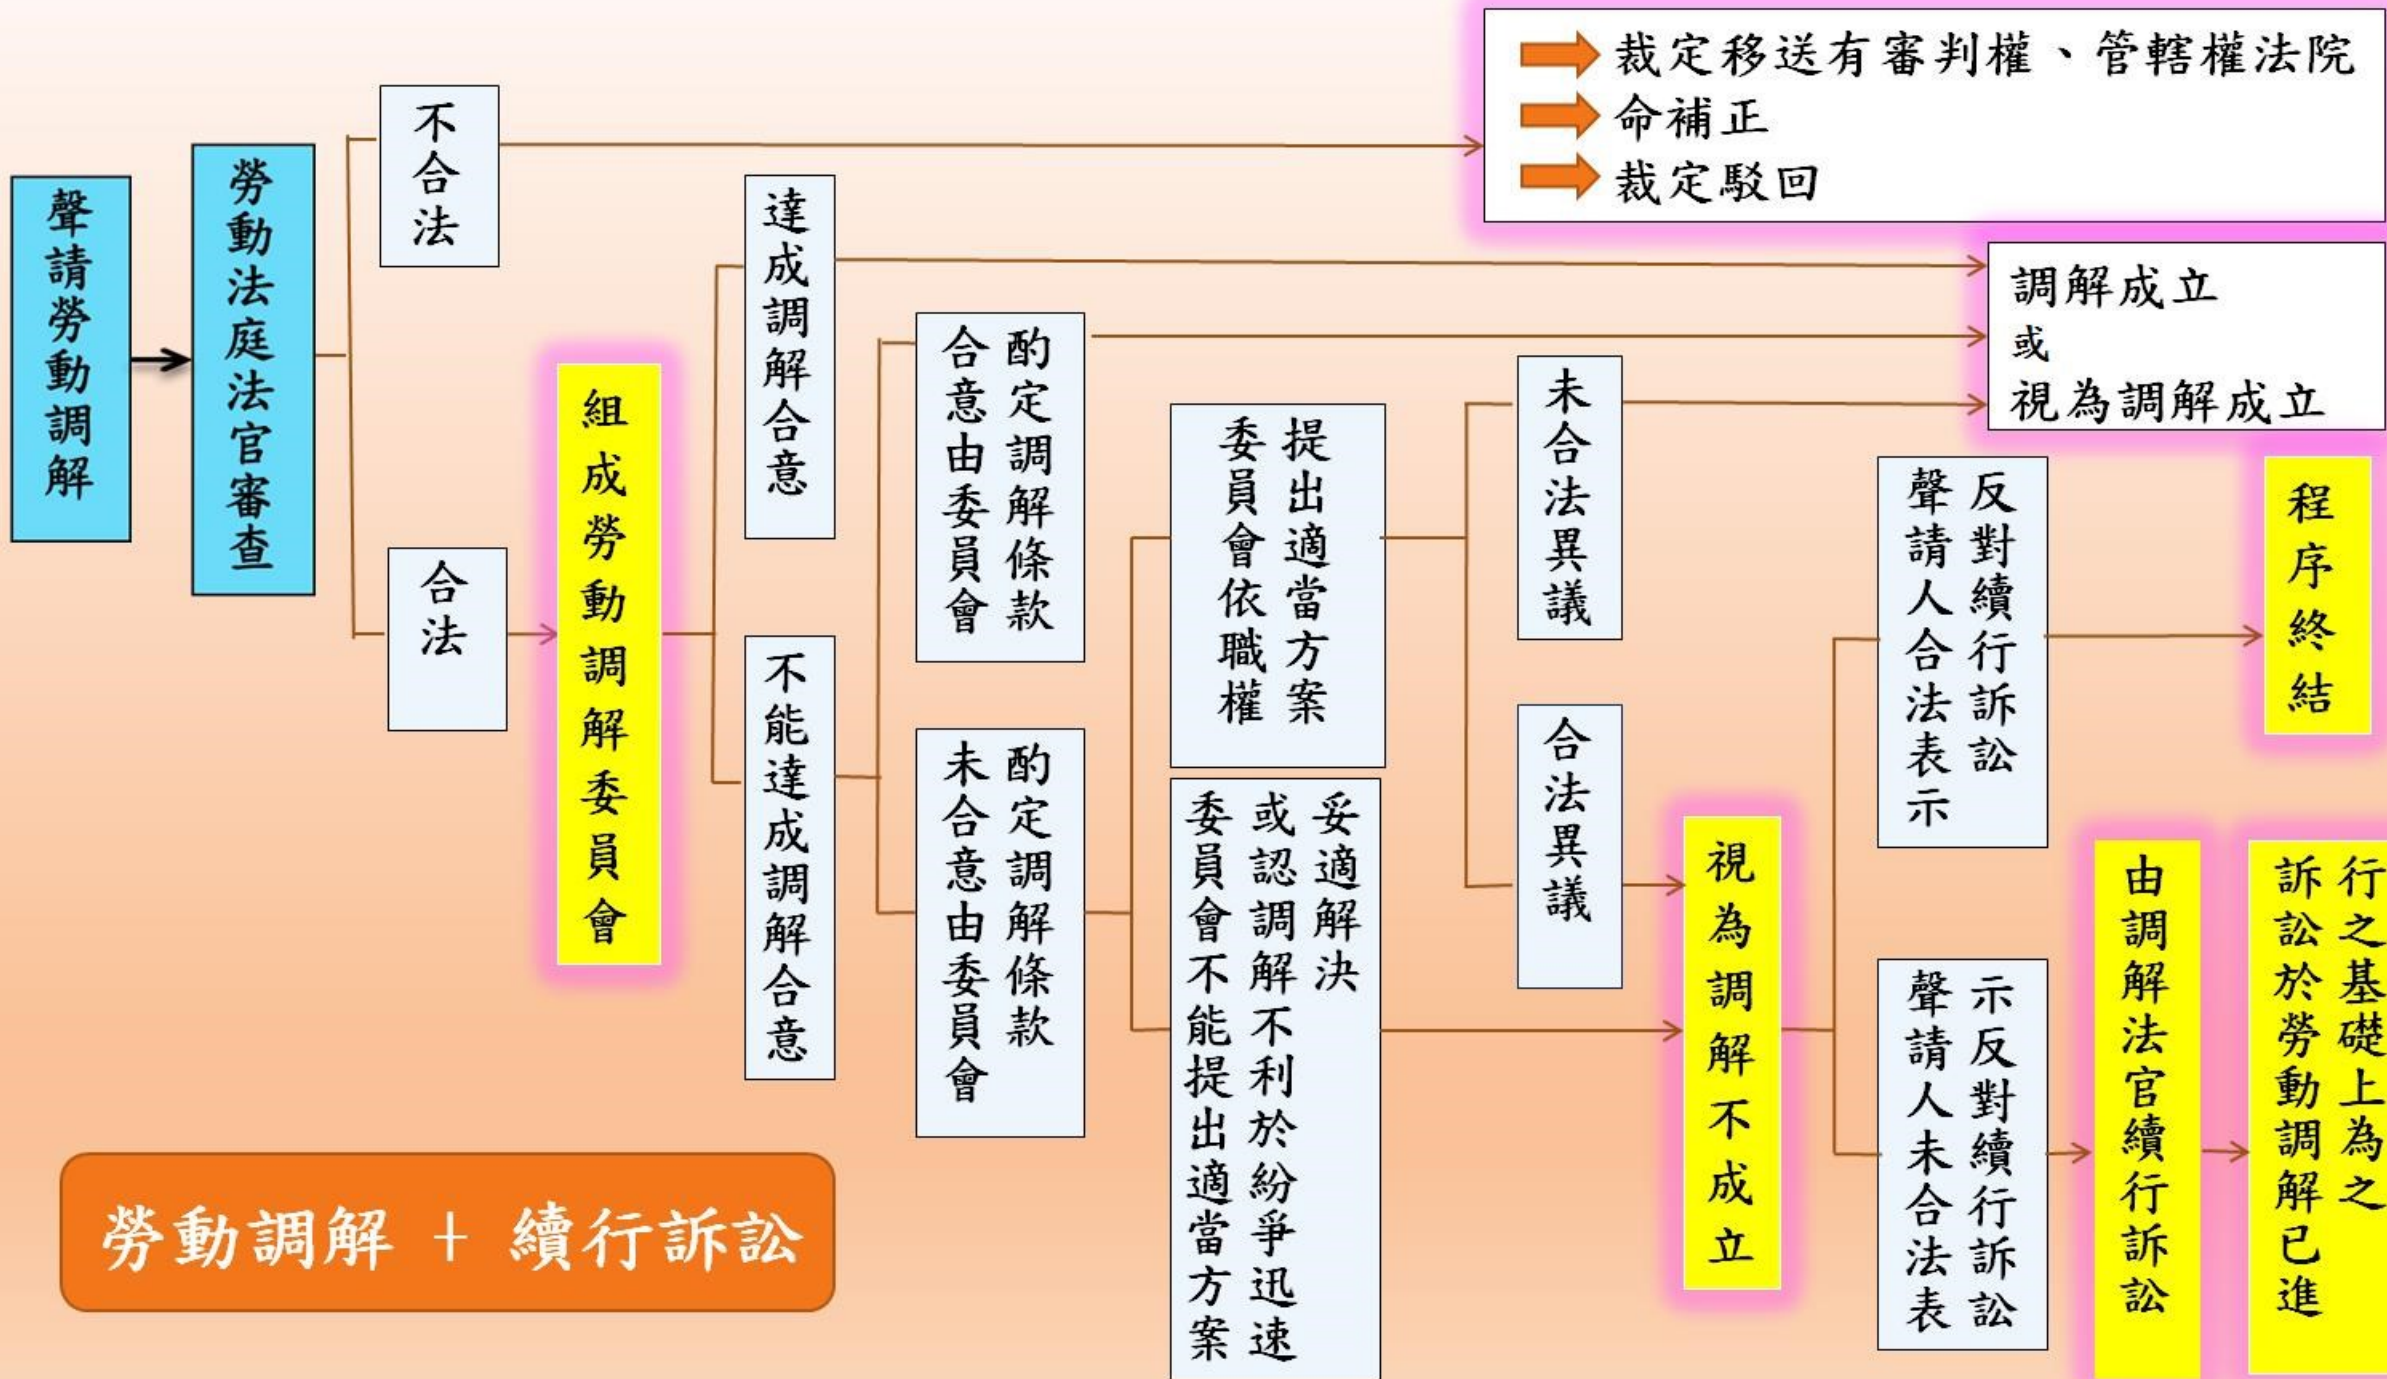 聲請勞動調解
勞動法庭法官審查
不合法
裁定移送有審判權、管轄權法院
命補正
裁定駁回
合法
組成勞動調解委員會
達成調解合意
不能達成調解合意
合意由委員會
酌定調解條款
未合意由委員會
酌定調解條款
委員會依職權
提出適當方案
委員會不能提出適當方案
或認調解不利於紛爭迅速
妥適解決
未合法異議
合法異議
調解成立
或
視為調解成立
視為調解不成立
聲請人合法表示
反對續行訴訟
程序終結
聲請人未合法表
示反對續行訴訟
由調解法官續行訴訟
訴訟於勞動調解已進
行之基礎上為之
勞動調解 + 續行訴訟